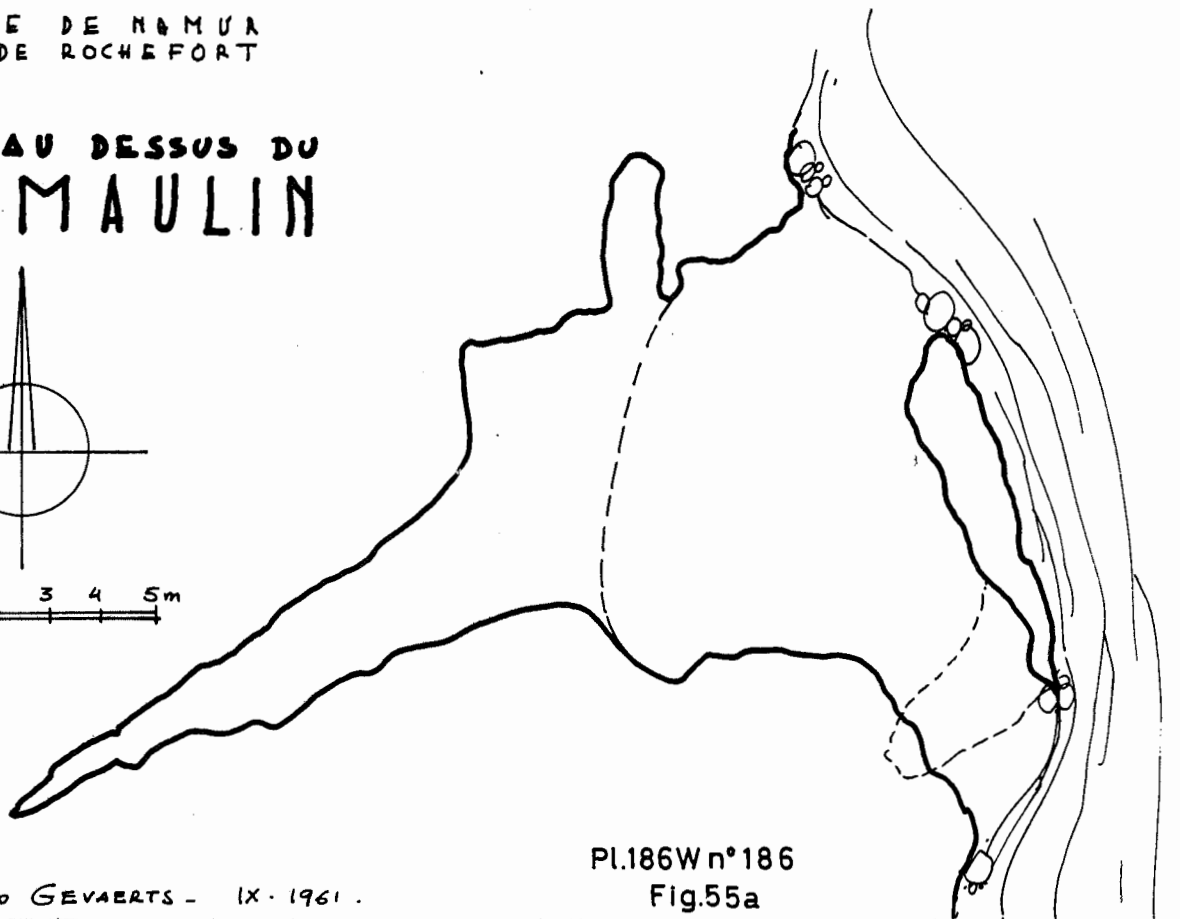 E DE NAMUR
DE ROCHEFORT
AU DESSUS DU
MAULIN
3 4 5m
Pl.186W n°186
Fig.55a
GEVAERTS - IX. 1961.